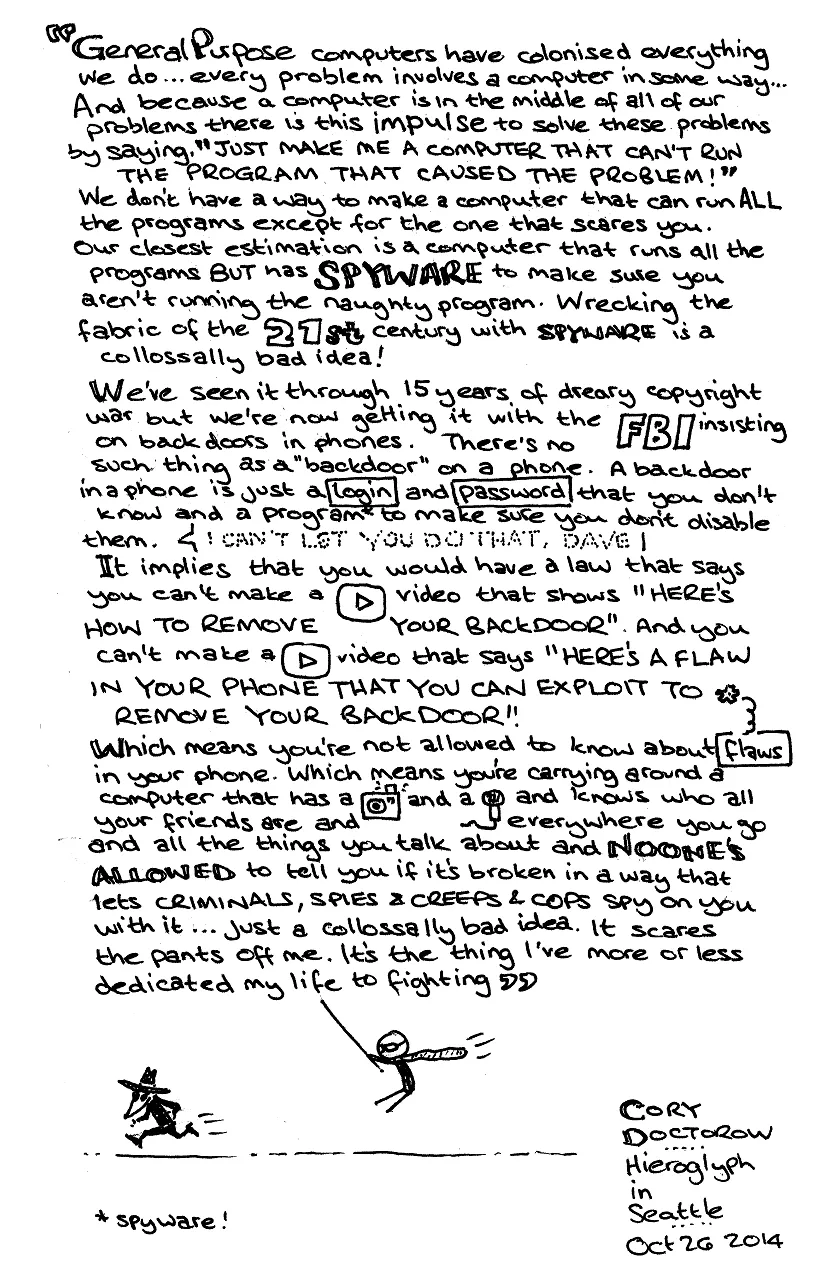 "General Purpose computers have colonised everything
we do... every problem involves a computer in some way...
And because a computer is in the middle of all of our
problems there is this impulse to solve these problems
by saying, "JUST MAKE ME A COMPUTER THAT CAN'T RUN
THE PROGRAM THAT CAUSED THE PROBLEM!"
We don't have a way to make a computer that can run ALL
the programs except for the one that scares you.
Our closest estimation is a computer that runs all the
programs BUT has SPYWARE to make sure you
aren't running the naughty program. Wrecking the
fabric of the 21st century with SPYWARE is a
collossally bad idea!
We've seen it through 15 years of dreary copyright
war but we're now getting it with the FBI insisting
on back doors in phones. There's no
such thing as a "backdoor" on a phone. A backdoor
in a phone is just a login and password that you don't
know and a program* to make sure you don't disable
them. I CAN'T LET YOU DO THAT, DAVE
It implies that you would have a law that says
you can't make a video that shows "HERE'S
HOW TO REMOVE YOUR BACKDOOR". And you
can't make a video that says "HERE'S A FLAW
IN YOUR PHONE THAT YOU CAN EXPLOIT TO
REMOVE YOUR BACKDOOR!!
Which means you're not allowed to know about flaws
in your phone. Which means you're carrying around a
computer that has a and a and knows who all
your friends are and everywhere you go
and all the things you talk about and NO ONE'S
ALLOWED to tell you if it's broken in a way that
lets CRIMINALS, SPIES & CREEPS & COPS SPY ON YOU
with it... Just a collossally bad idea. It scares
the pants off me. It's the thing I've more or less
dedicated my life to fighting "
CORY
DOCTOROW
Hieroglyph
in
Seattle
Oct 26 2014
* spyware!